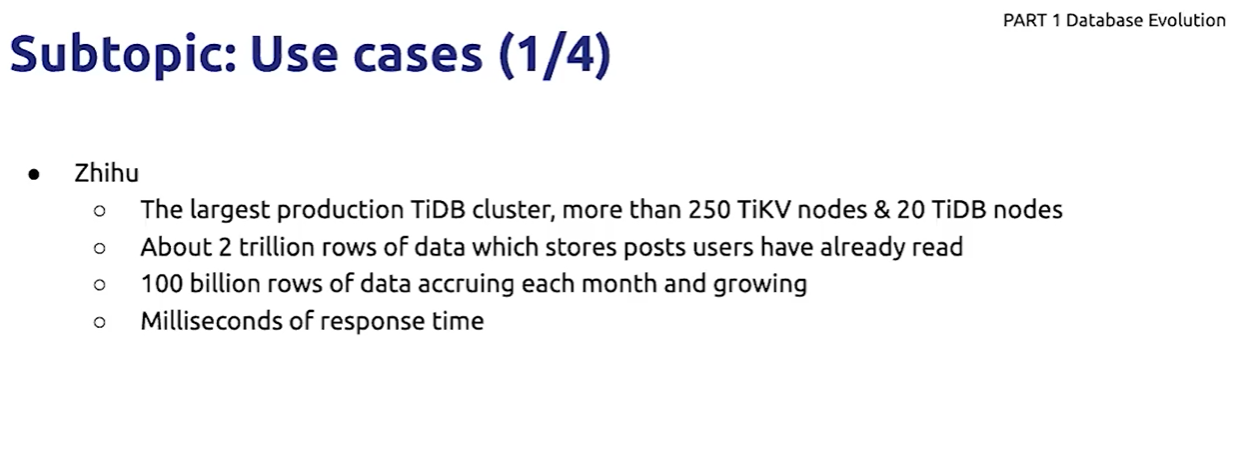 PART 1 Database Evolution
Subtopic: Use cases (1/4)
● Zhihu
○ The largest production TiDB cluster, more than 250 TiKV nodes & 20 TiDB nodes
○ About 2 trillion rows of data which stores posts users have already read
○ 100 billion rows of data accruing each month and growing
○ Milliseconds of response time